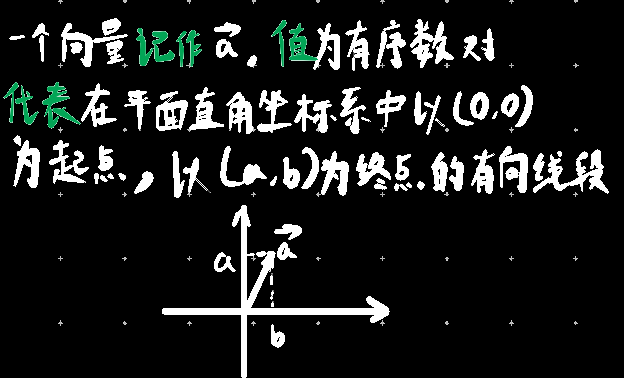 一个向量记作 a⃗，值为有序数对
代表在平面直角坐标系中以(0,0)
为起点，以(a,b)为终点的有向线段
a a⃗
b